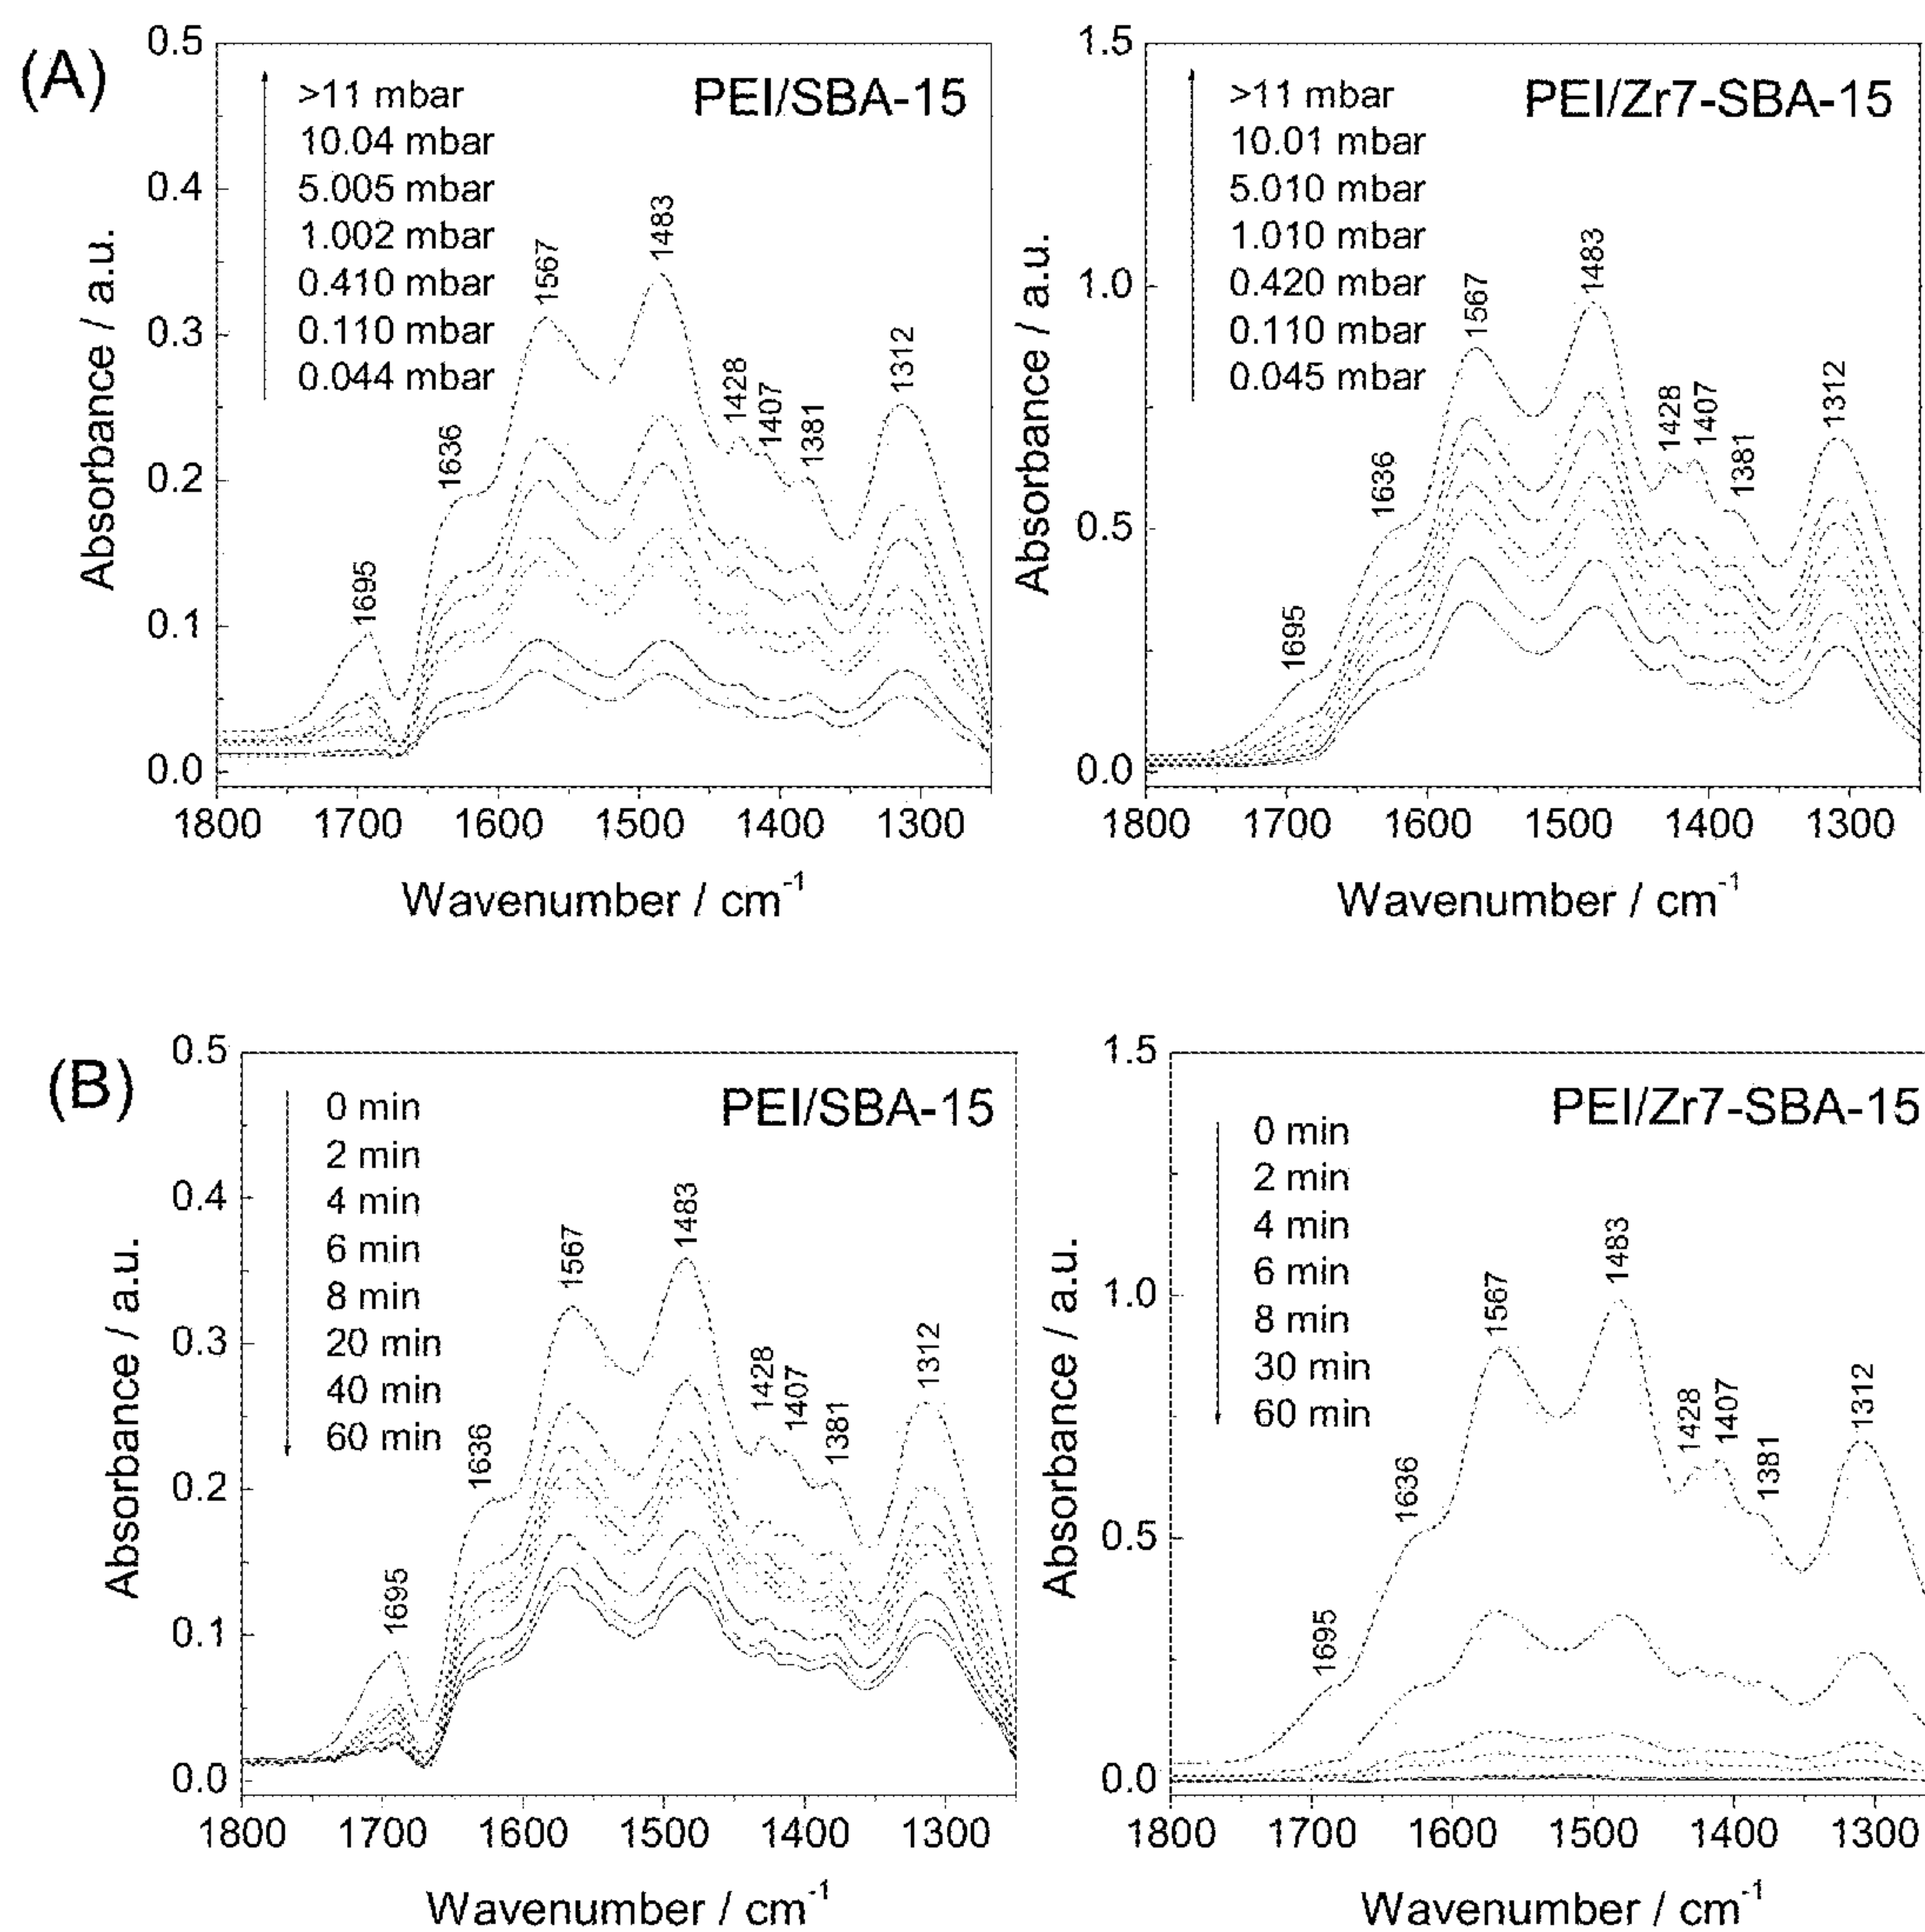 (A)
PEI/SBA-15
>11 mbar
10.04 mbar
5.005 mbar
1.002 mbar
0.410 mbar
0.110 mbar
0.044 mbar
0.5
0.4
0.3
0.2
0.1
0.0
Absorbance / a.u.
1695
1636
1567
1483
1428
1407
1381
1312
1800 1700 1600 1500 1400 1300
Wavenumber / cm⁻¹
PEI/Zr7-SBA-15
>11 mbar
10.01 mbar
5.010 mbar
1.010 mbar
0.420 mbar
0.110 mbar
0.045 mbar
1.5
1.0
0.5
0.0
Absorbance / a.u.
1695
1636
1567
1483
1428
1407
1381
1312
1800 1700 1600 1500 1400 1300
Wavenumber / cm⁻¹
(B)
PEI/SBA-15
0 min
2 min
4 min
6 min
8 min
20 min
40 min
60 min
0.5
0.4
0.3
0.2
0.1
0.0
Absorbance / a.u.
1695
1636
1567
1483
1428
1407
1381
1312
1800 1700 1600 1500 1400 1300
Wavenumber / cm⁻¹
PEI/Zr7-SBA-15
0 min
2 min
4 min
6 min
8 min
30 min
60 min
1.5
1.0
0.5
0.0
Absorbance / a.u.
1695
1636
1567
1483
1428
1407
1381
1312
1800 1700 1600 1500 1400 1300
Wavenumber / cm⁻¹